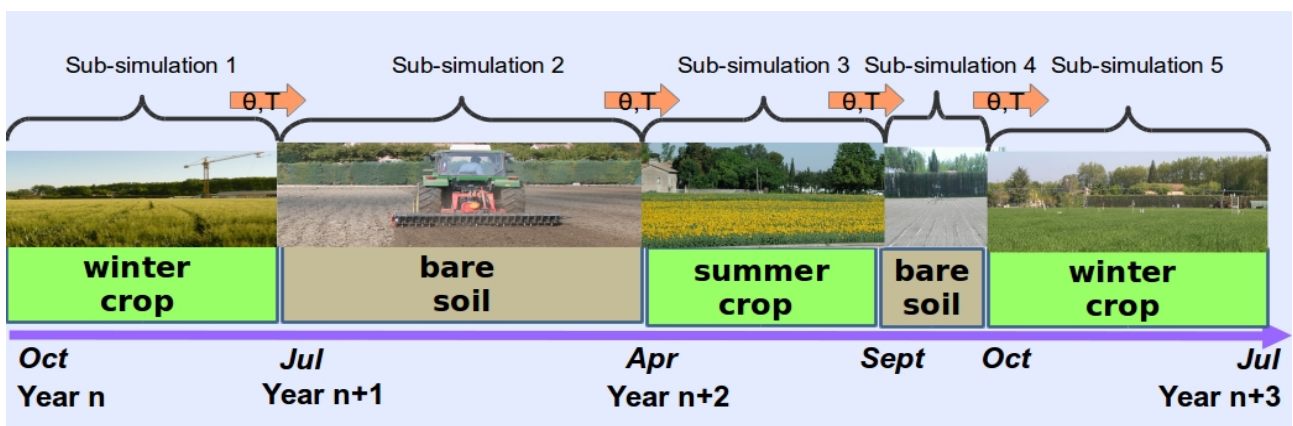 Sub-simulation 1 Sub-simulation 2 Sub-simulation 3 Sub-simulation 4 Sub-simulation 5
θ,T θ,T θ,T θ,T
winter bare summer bare winter
crop soil crop soil crop
Oct Jul Apr Sept Oct Jul
Year n Year n+1 Year n+2 Year n+3